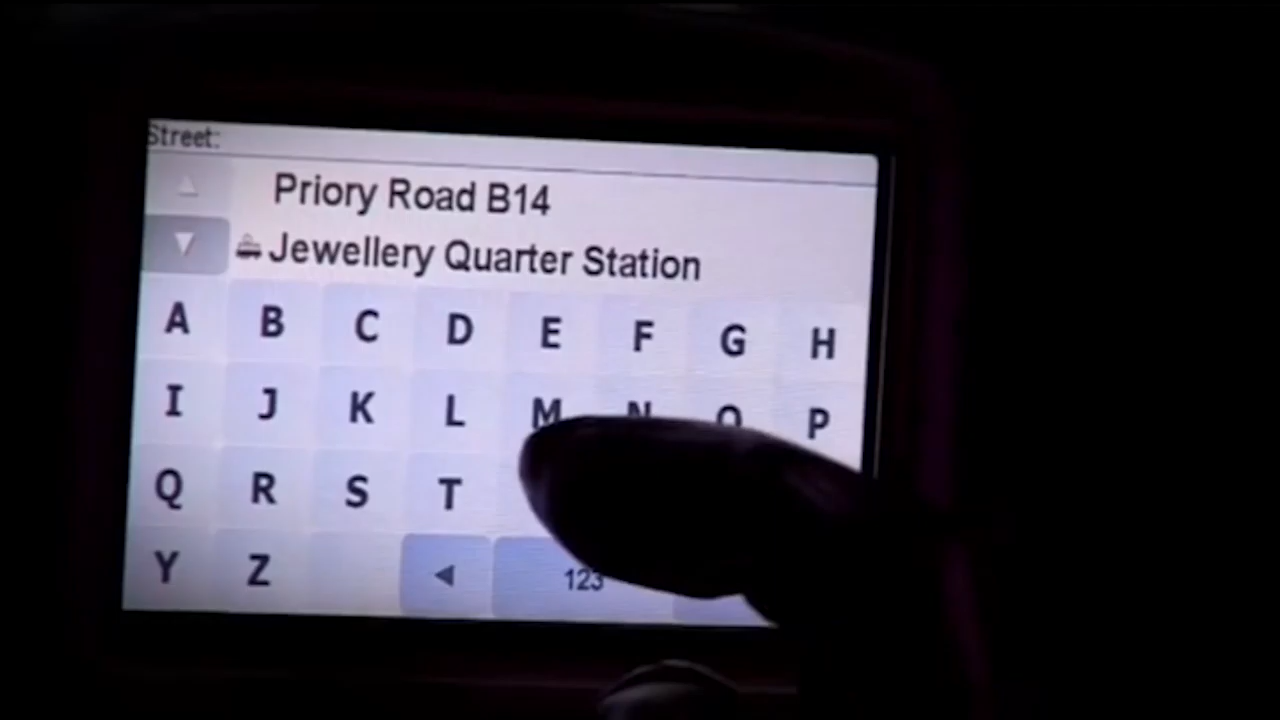 Street:
Priory Road B14
Jewellery Quarter Station
A B C D E F G H
I J K L M N O P
Q R S T
Y Z
123